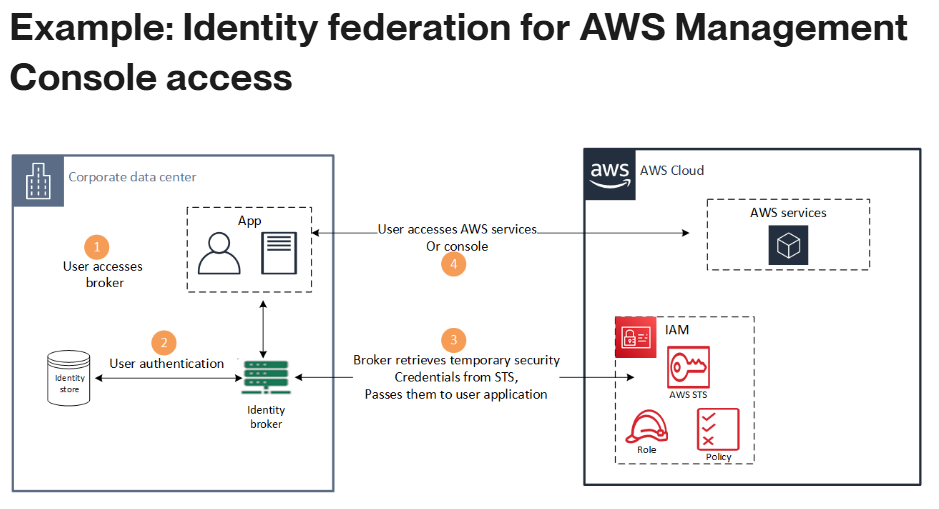 Example: Identity federation for AWS Management
Console access
Corporate data center
App
1
User accesses
broker
2
User authentication
Identity
store
Identity
broker
User accesses AWS services
Or console
4
3
Broker retrieves temporary security
Credentials from STS,
Passes them to user application
aws
AWS Cloud
AWS services
IAM
AWS STS
Role
Policy